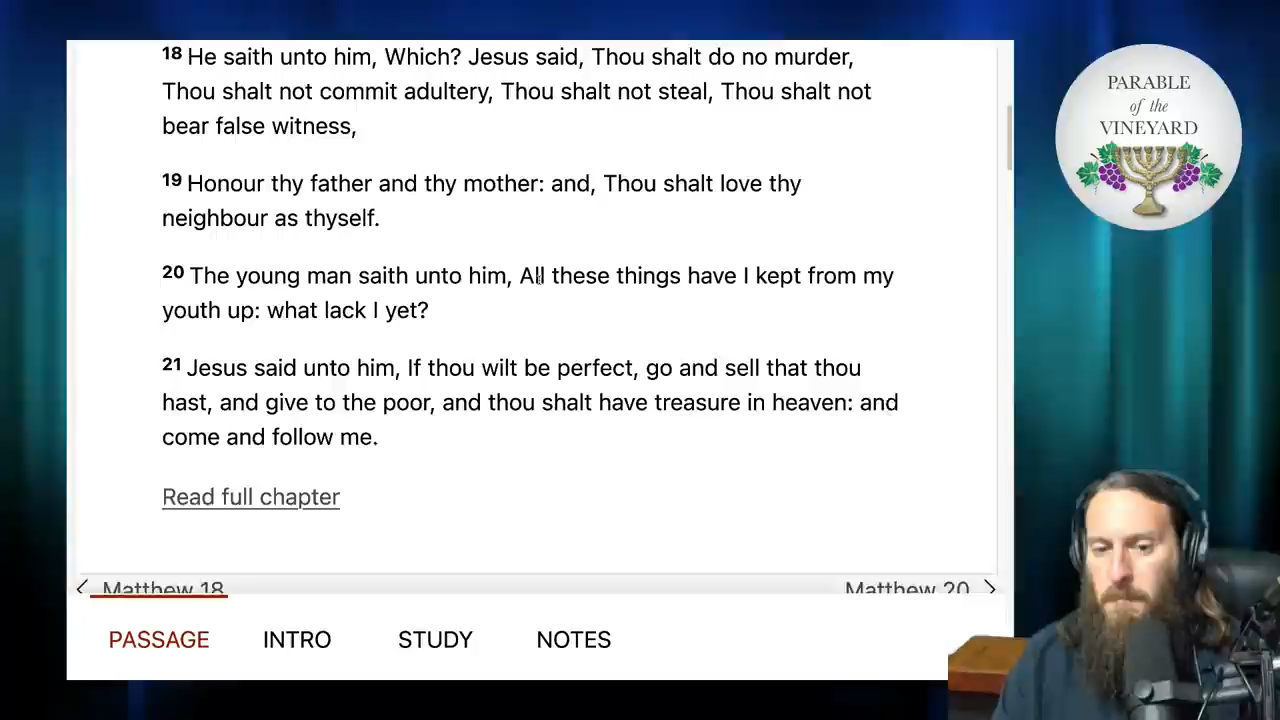 18 He saith unto him, Which? Jesus said, Thou shalt do no murder,
Thou shalt not commit adultery, Thou shalt not steal, Thou shalt not
bear false witness,
19 Honour thy father and thy mother: and, Thou shalt love thy
neighbour as thyself.
20 The young man saith unto him, All these things have I kept from my
youth up: what lack I yet?
21 Jesus said unto him, If thou wilt be perfect, go and sell that thou
hast, and give to the poor, and thou shalt have treasure in heaven: and
come and follow me.
Read full chapter
Matthew 18
Matthew 20
PASSAGE INTRO STUDY NOTES
PARABLE
of the
VINEYARD